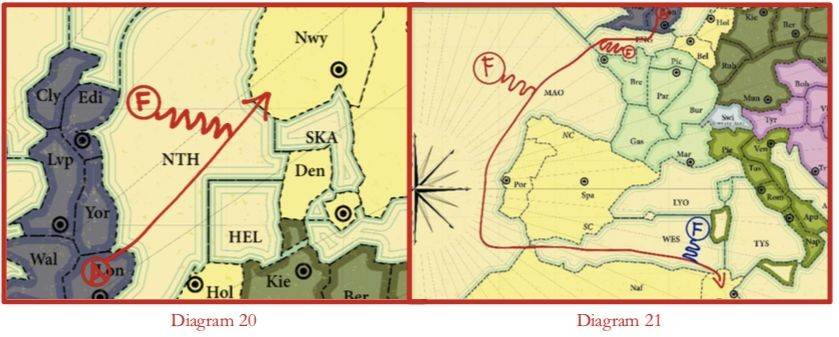 Nwy
Cly
Edi
F
SKA
NTH
Lvp
Den
Yor
HEL
Wal
A
Lon
Kie
Hol
Ber
Diagram 20
Hol
Kie
Ber
ENG
F
Bel
Ruh
F
Pic
MAO
Bre
Par
Mun
Boh
Bur
Swi
Tyr
NC
Gas
Mar
Pie
Ven
Tus
Por
Spa
LYO
Rom
Apu
SC
F
WES
TYS
Nap
Naf
Diagram 21